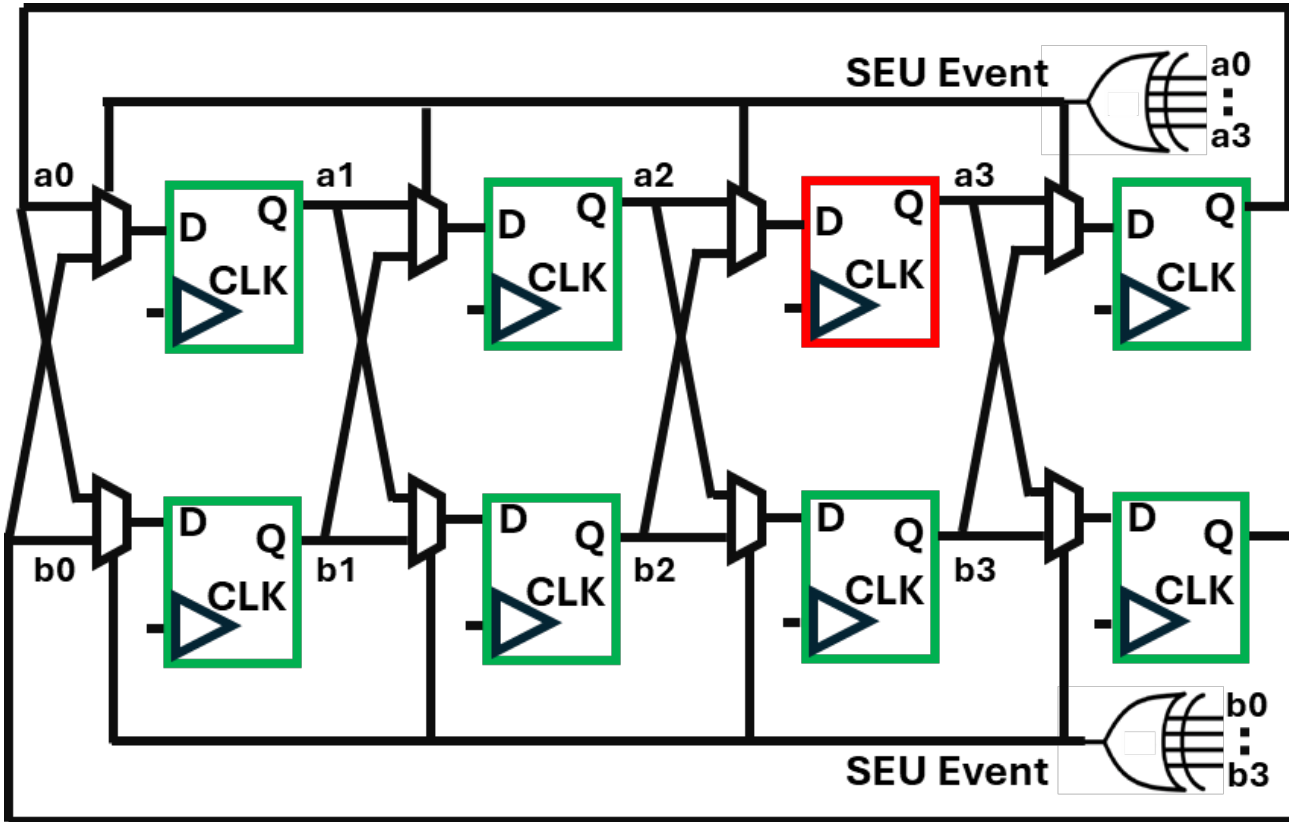 SEU Event
a0
a3
a0
a1
a2
a3
D
Q
CLK
D
Q
CLK
D
Q
CLK
D
Q
CLK
D
Q
CLK
D
Q
CLK
D
Q
CLK
D
Q
CLK
b0
b1
b2
b3
SEU Event
b0
b3